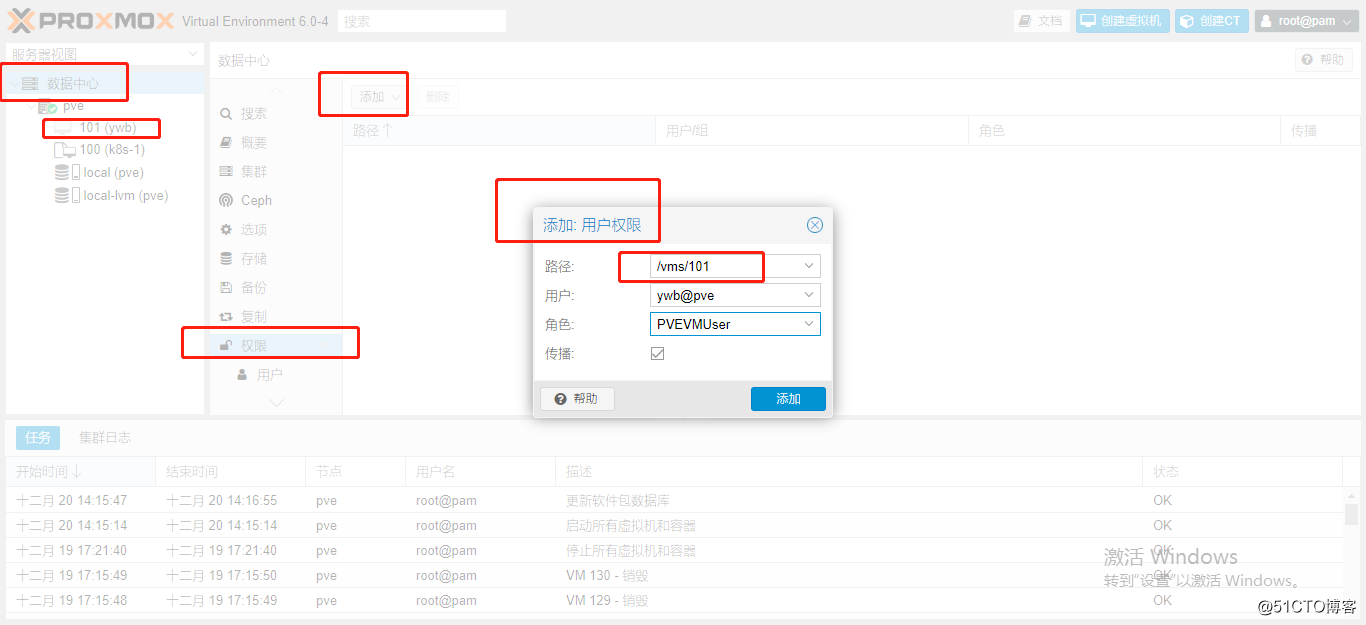 PROXMOX Virtual Environment 6.0-4 搜索 文档 创建虚拟机 创建CT root@pam
服务器视图
数据中心
pve
101 (ywb)
100 (k8s-1)
local (pve)
local-lvm (pve)
数据中心 帮助
搜索
概要
集群
Ceph
选项
存储
备份
复制
权限
用户
添加 删除
路径 用户/组 角色 传播
添加: 用户权限
路径: /vms/101
用户: ywb@pve
角色: PVEVMUser
传播:
帮助 添加
任务 集群日志
开始时间 结束时间 节点 用户名 描述 状态
十二月 20 14:15:47 十二月 20 14:16:55 pve root@pam 更新软件包数据库 OK
十二月 20 14:15:14 十二月 20 14:15:14 pve root@pam 启动所有虚拟机和容器 OK
十二月 19 17:21:40 十二月 19 17:21:40 pve root@pam 停止所有虚拟机和容器 OK
十二月 19 17:15:49 十二月 19 17:15:50 pve root@pam VM 130 - 销毁 OK
十二月 19 17:15:48 十二月 19 17:15:49 pve root@pam VM 129 - 销毁 OK
激活 Windows
转到"设置"以激活 Windows。
@51CTO博客